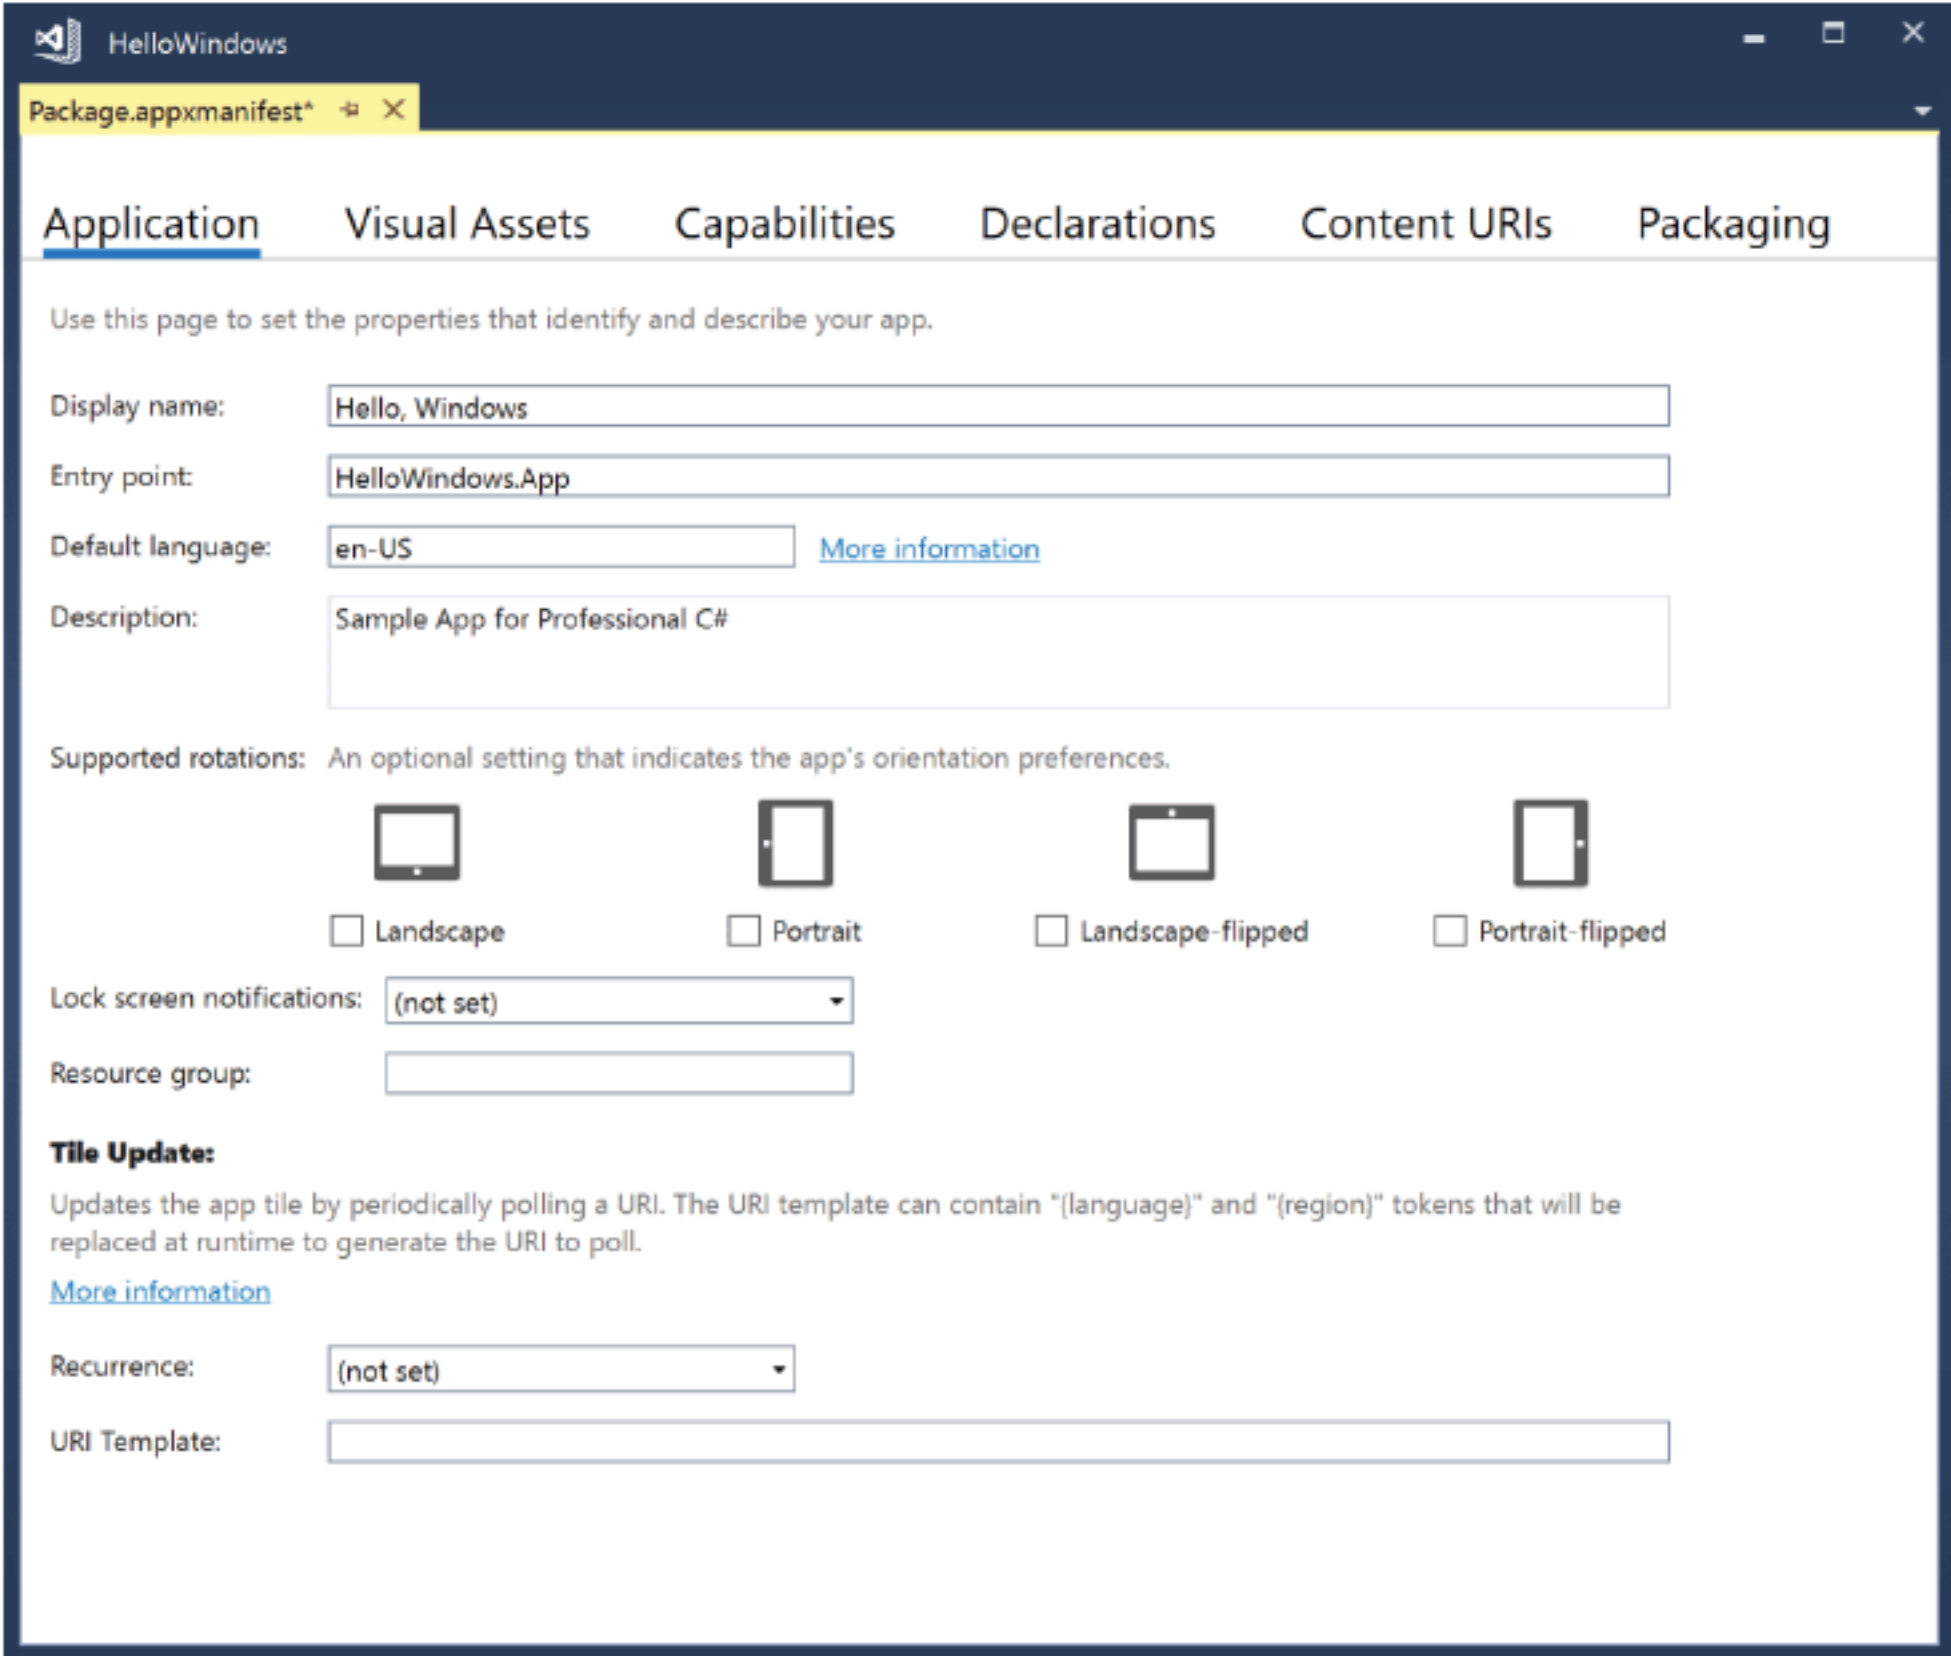 HelloWindows
Package.appxmanifest*
Application Visual Assets Capabilities Declarations Content URIs Packaging
Use this page to set the properties that identify and describe your app.
Display name: Hello, Windows
Entry point: HelloWindows.App
Default language: en-US More information
Description: Sample App for Professional C#
Supported rotations: An optional setting that indicates the app's orientation preferences.
Landscape Portrait Landscape-flipped Portrait-flipped
Lock screen notifications: (not set)
Resource group:
Tile Update:
Updates the app tile by periodically polling a URI. The URI template can contain "{language}" and "{region}" tokens that will be
replaced at runtime to generate the URI to poll.
More information
Recurrence: (not set)
URI Template: